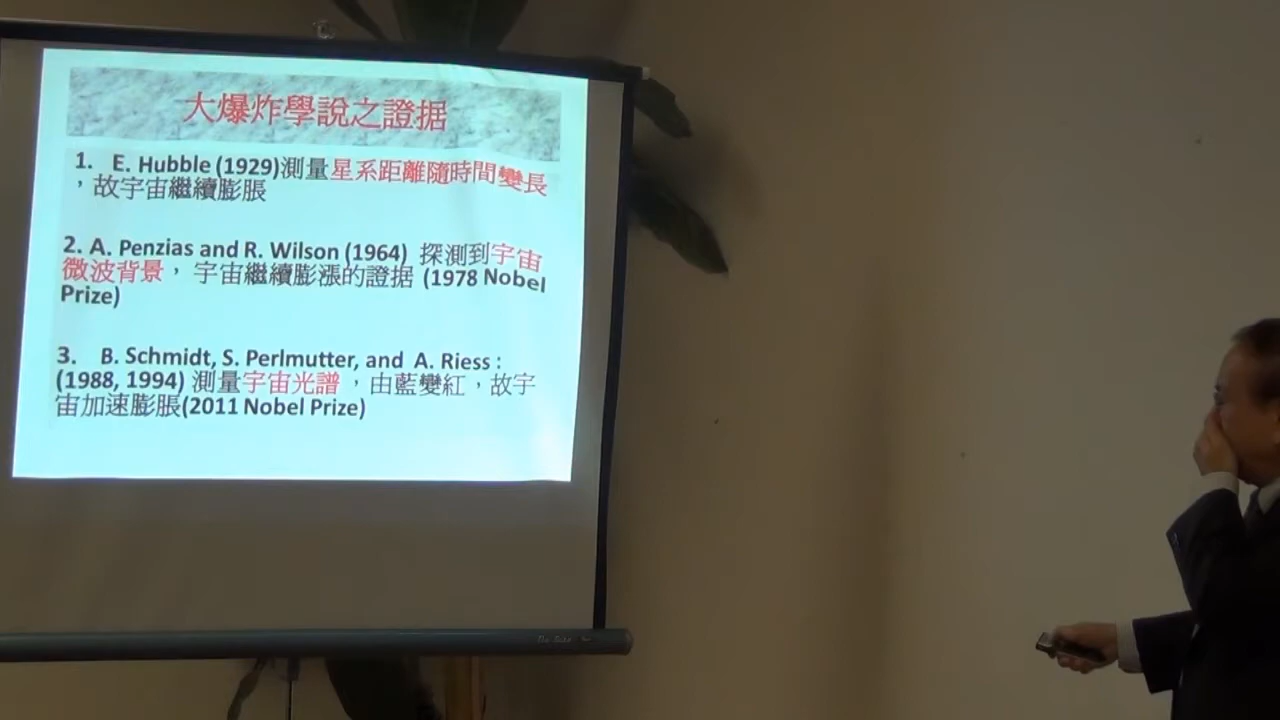 大爆炸學說之證据
1. E. Hubble (1929)測量星系距離隨時間變長
，故宇宙繼續膨脹
2. A. Penzias and R. Wilson (1964) 探測到宇宙
微波背景， 宇宙繼續膨漲的證据 (1978 Nobel
Prize)
3. B. Schmidt, S. Perlmutter, and A. Riess :
(1988, 1994) 測量宇宙光譜 ，由藍變紅，故宇
宙加速膨脹(2011 Nobel Prize)